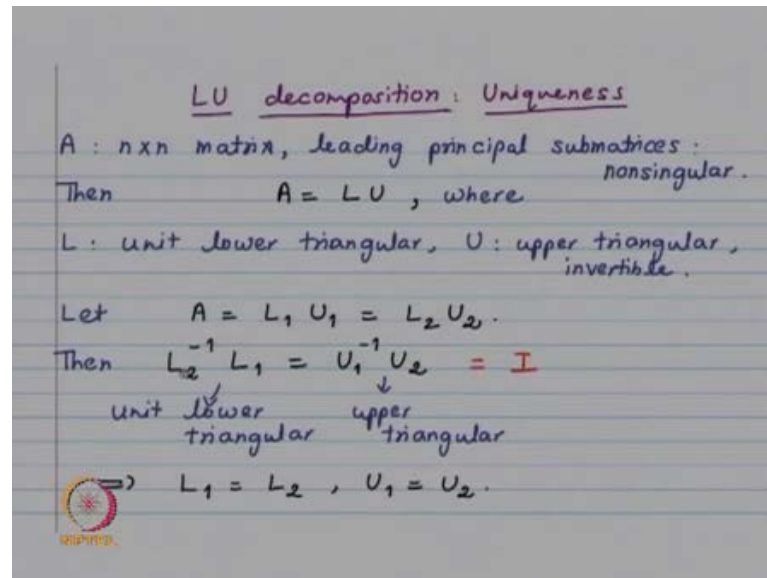 LU decomposition : Uniqueness
A : n x n matrix, leading principal submatrices :
nonsingular.
Then A = L U , where
L : unit lower triangular, U : upper triangular,
invertible.
Let A = L₁ U₁ = L₂ U₂.
Then L₂⁻¹ L₁ = U₁⁻¹ U₂ = I
unit lower triangular upper triangular
⇒ L₁ = L₂ , U₁ = U₂.